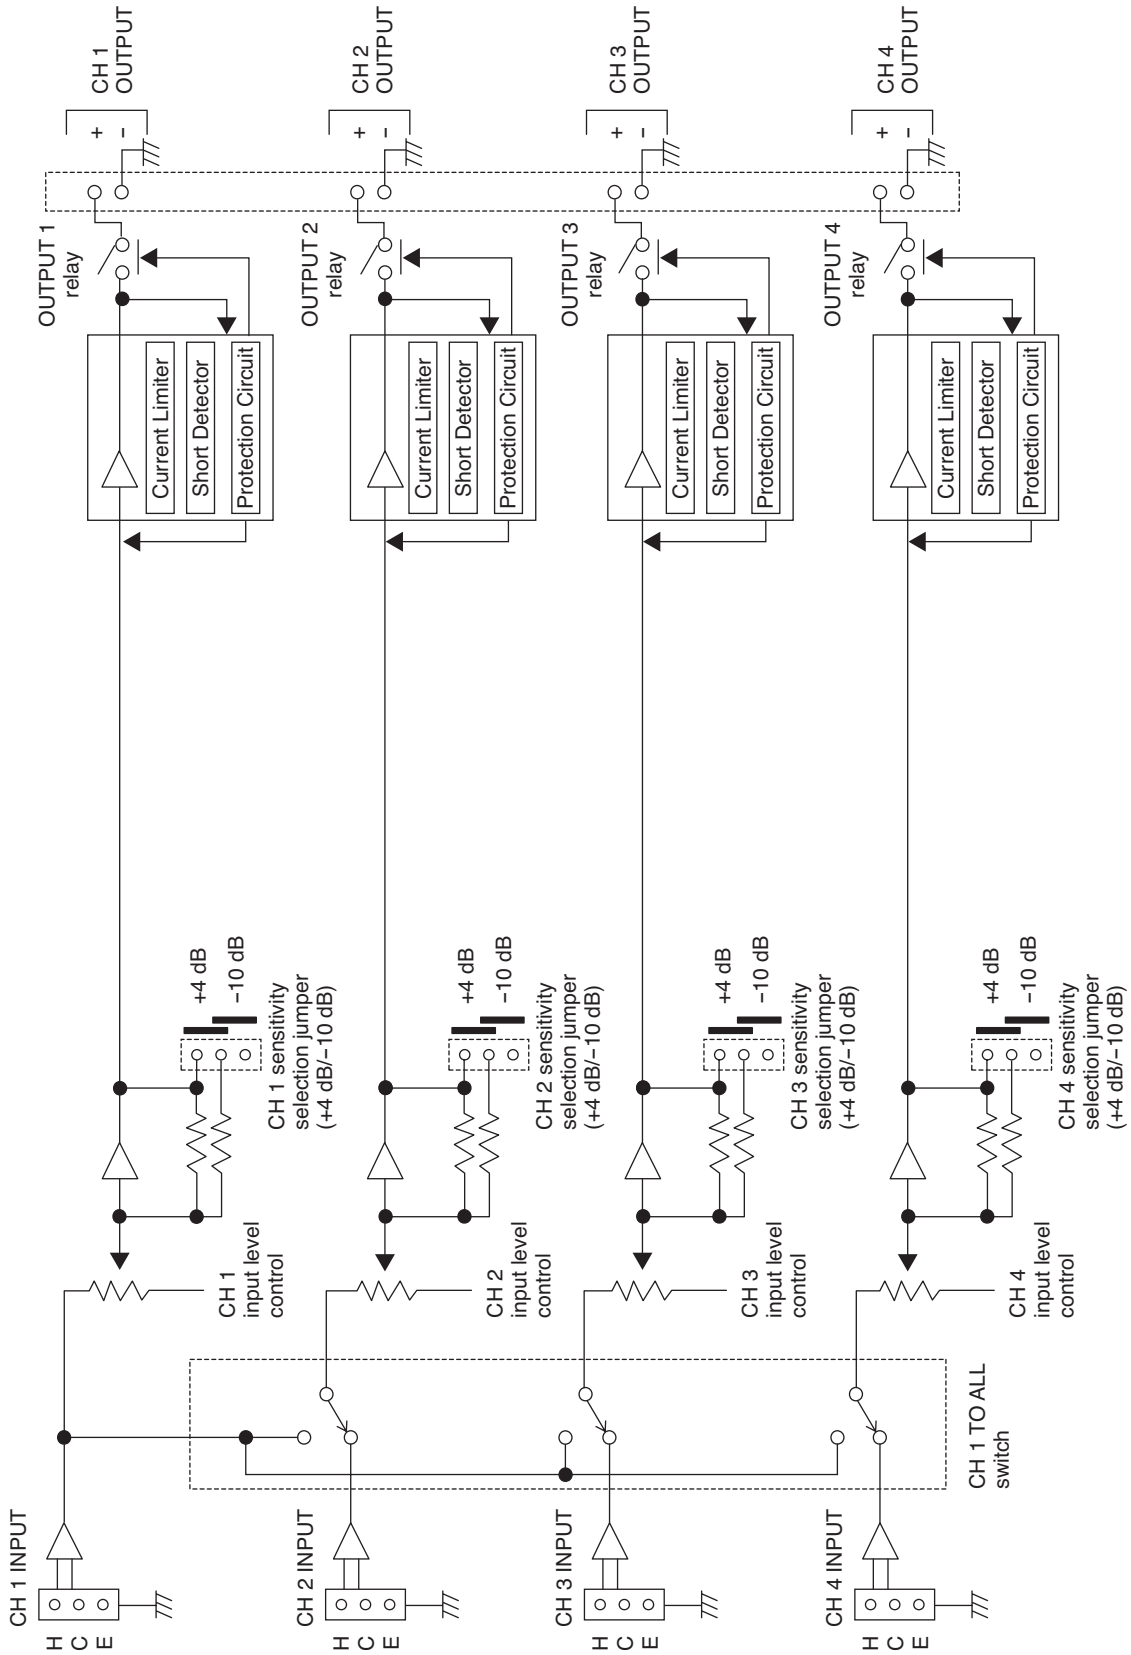 CH 1 INPUT
H
C
E
CH 1
input level
control
CH 1 sensitivity
selection jumper
(+4 dB/−10 dB)
+4 dB
−10 dB
Current Limiter
Short Detector
Protection Circuit
OUTPUT 1
relay
+
−
CH 1
OUTPUT
CH 2 INPUT
H
C
E
CH 2
input level
control
CH 2 sensitivity
selection jumper
(+4 dB/−10 dB)
+4 dB
−10 dB
Current Limiter
Short Detector
Protection Circuit
OUTPUT 2
relay
+
−
CH 2
OUTPUT
CH 3 INPUT
H
C
E
CH 3
input level
control
CH 3 sensitivity
selection jumper
(+4 dB/−10 dB)
+4 dB
−10 dB
Current Limiter
Short Detector
Protection Circuit
OUTPUT 3
relay
+
−
CH 3
OUTPUT
CH 4 INPUT
H
C
E
CH 1 TO ALL
switch
CH 4
input level
control
CH 4 sensitivity
selection jumper
(+4 dB/−10 dB)
+4 dB
−10 dB
Current Limiter
Short Detector
Protection Circuit
OUTPUT 4
relay
+
−
CH 4
OUTPUT